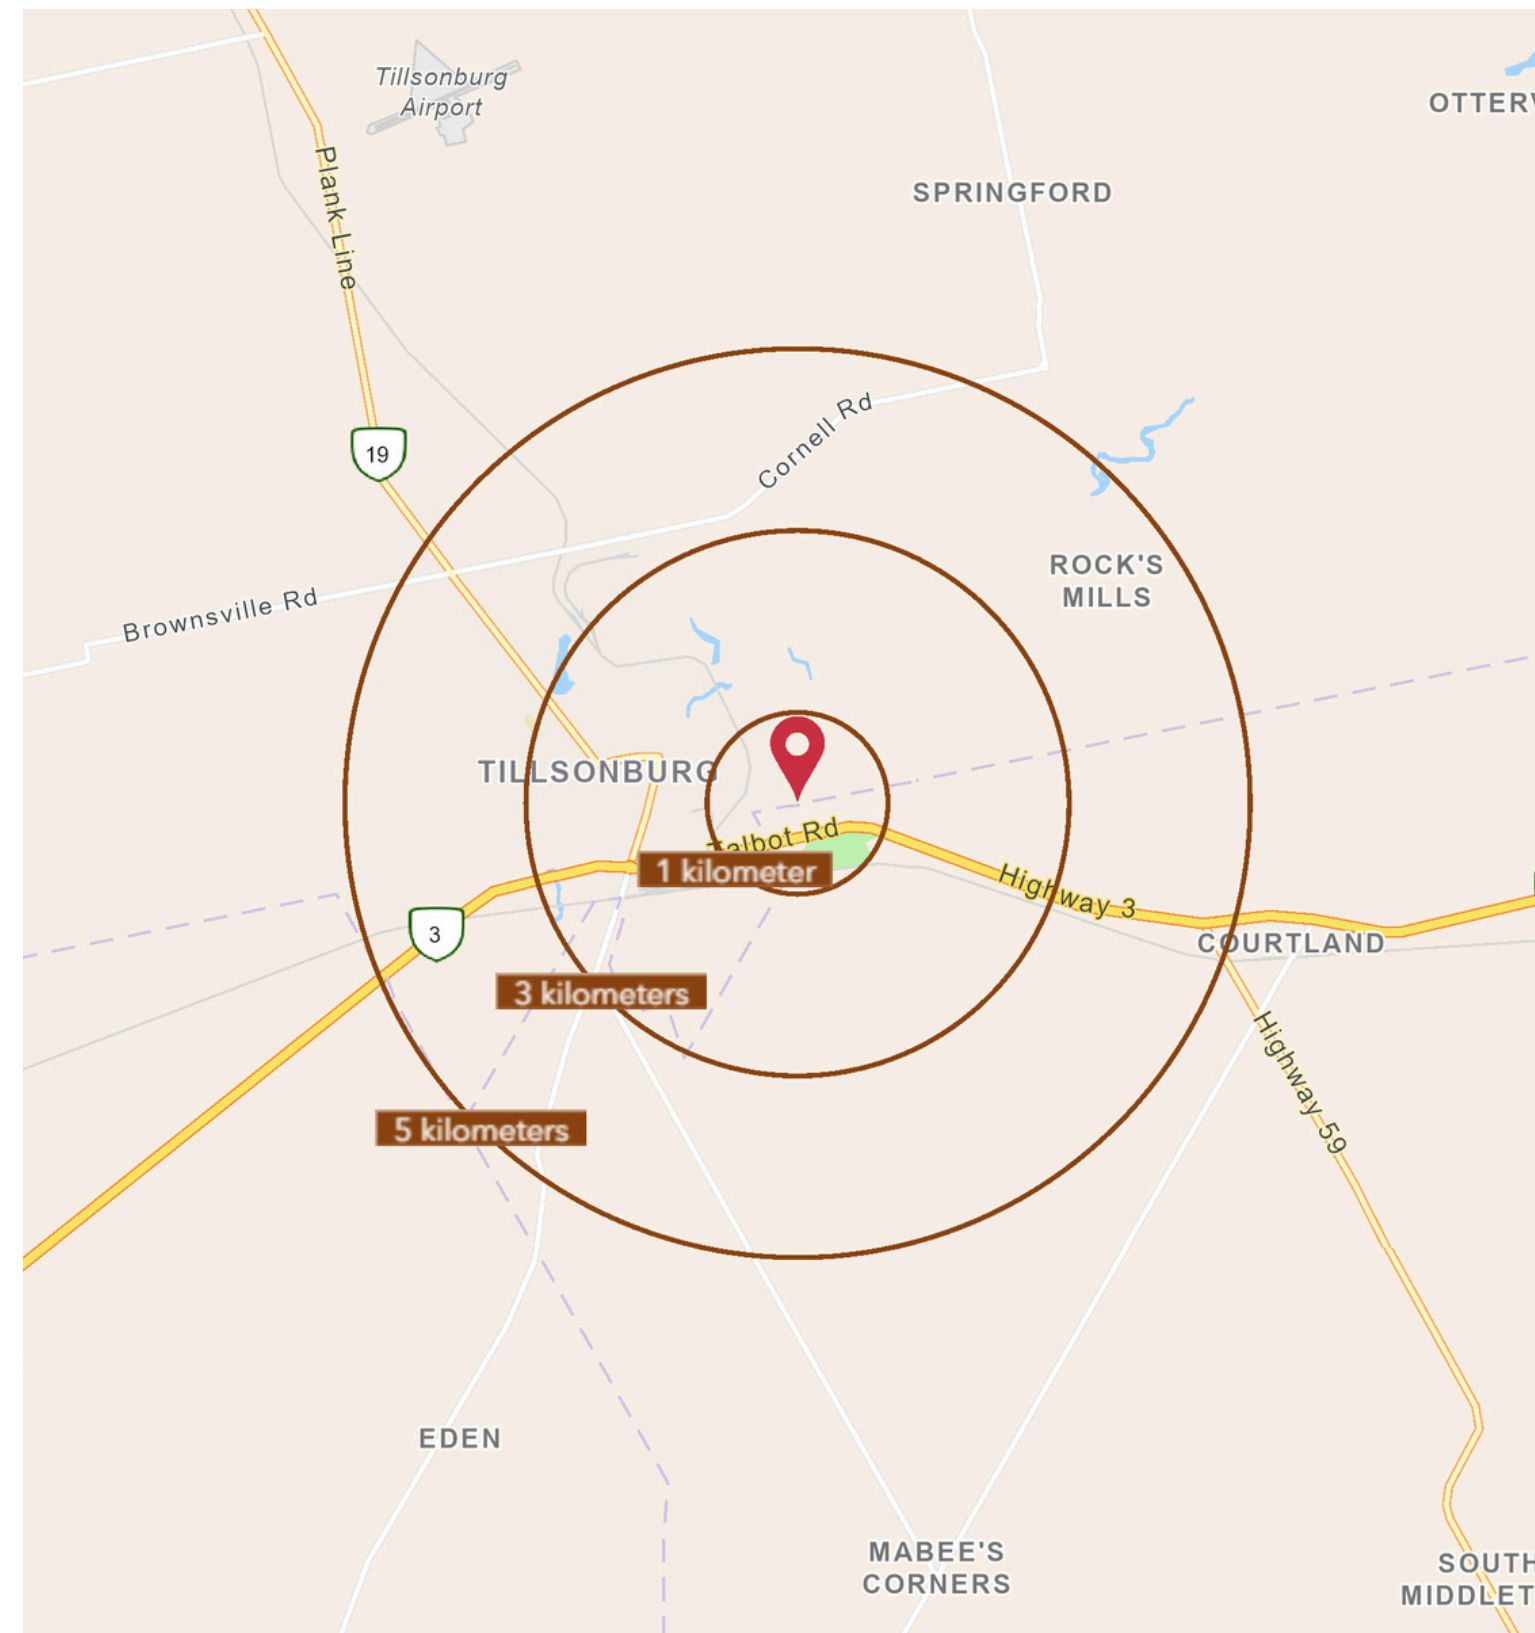 Tillsonburg
Airport
OTTERV
Plank Line
SPRINGFORD
Cornell Rd
19
ROCK'S
MILLS
Brownsville Rd
TILLSONBURG
Talbot Rd
1 kilometer
Highway 3
3
COURTLAND
3 kilometers
Highway 59
5 kilometers
EDEN
MABEE'S
CORNERS
SOUTH
MIDDLET